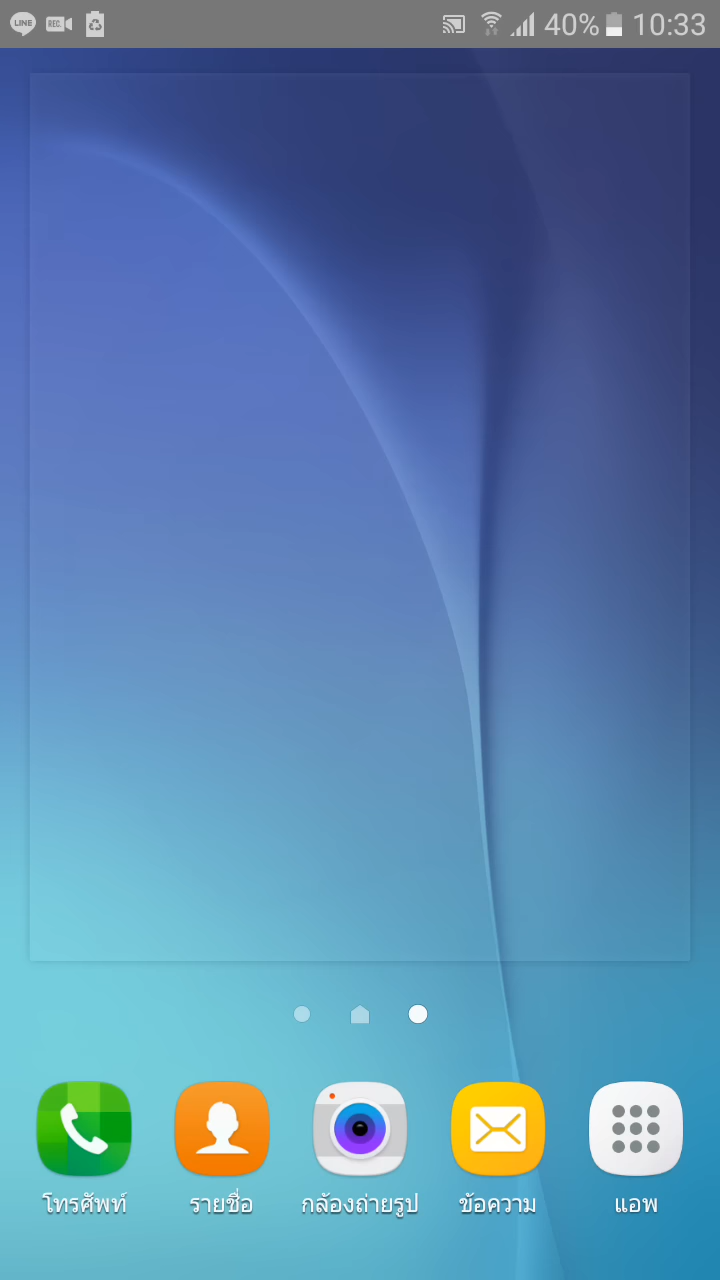 LINE REC. 40% 10:33
โทรศัพท์ รายชื่อ กล้องถ่ายรูป ข้อความ แอพ